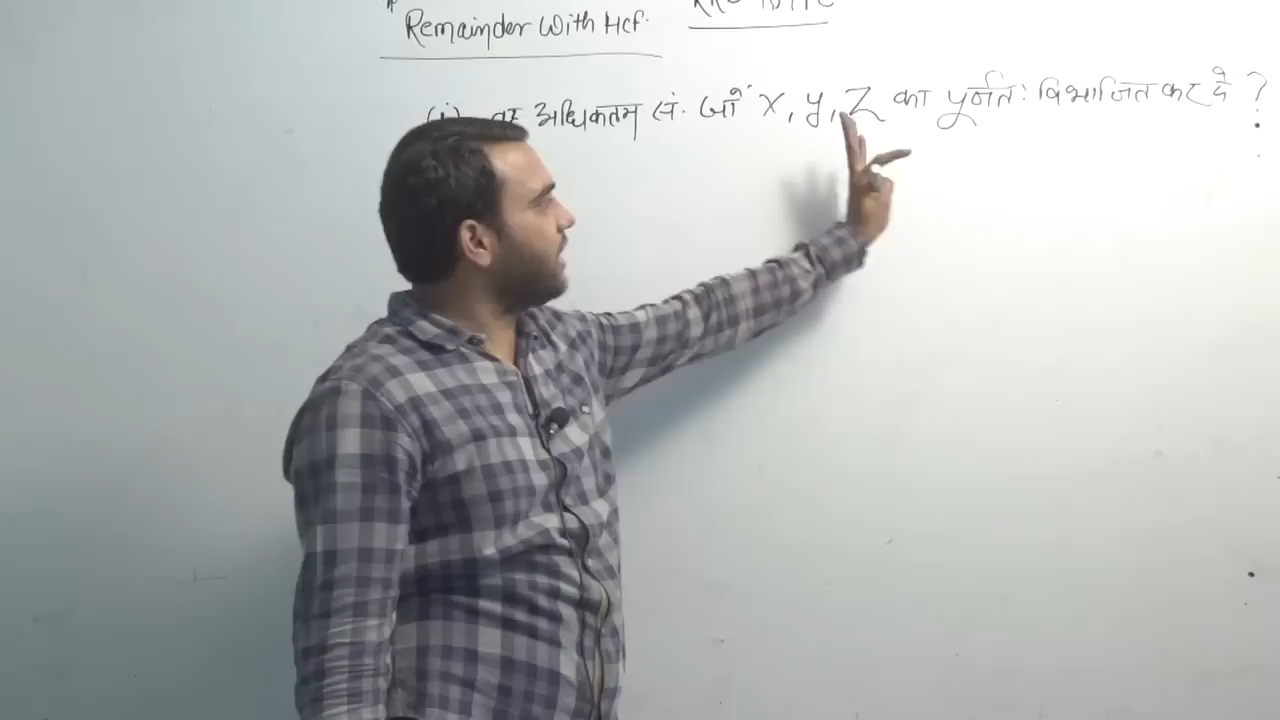 Remainder With Hcf.
(i) वह अधिकतम सं. जो x, y, z का पूर्णतः विभाजित कर दे ?